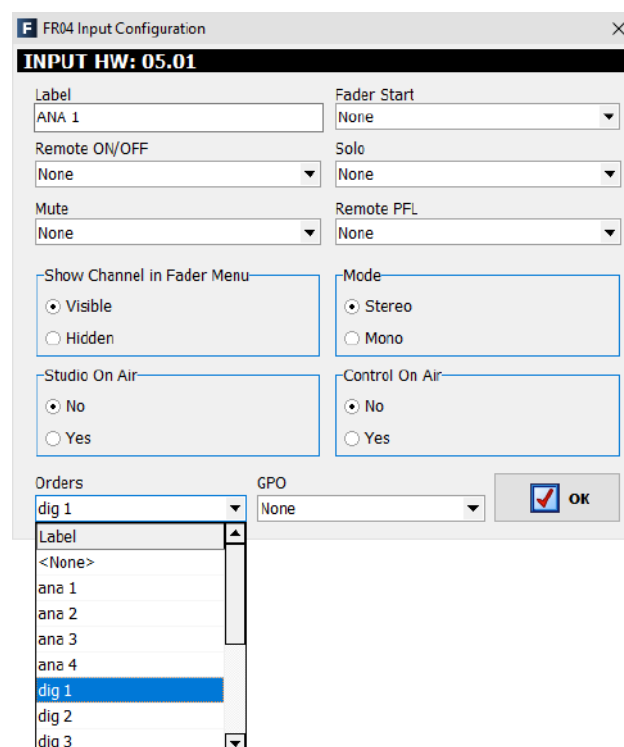 F FR04 Input Configuration
INPUT HW: 05.01
Label Fader Start
ANA 1 None
Remote ON/OFF Solo
None None
Mute Remote PFL
None None
Show Channel in Fader Menu Mode
Visible Stereo
Hidden Mono
Studio On Air Control On Air
No No
Yes Yes
Orders GPO
dig 1 None OK
Label
<None>
ana 1
ana 2
ana 3
ana 4
dig 1
dig 2
dig 3